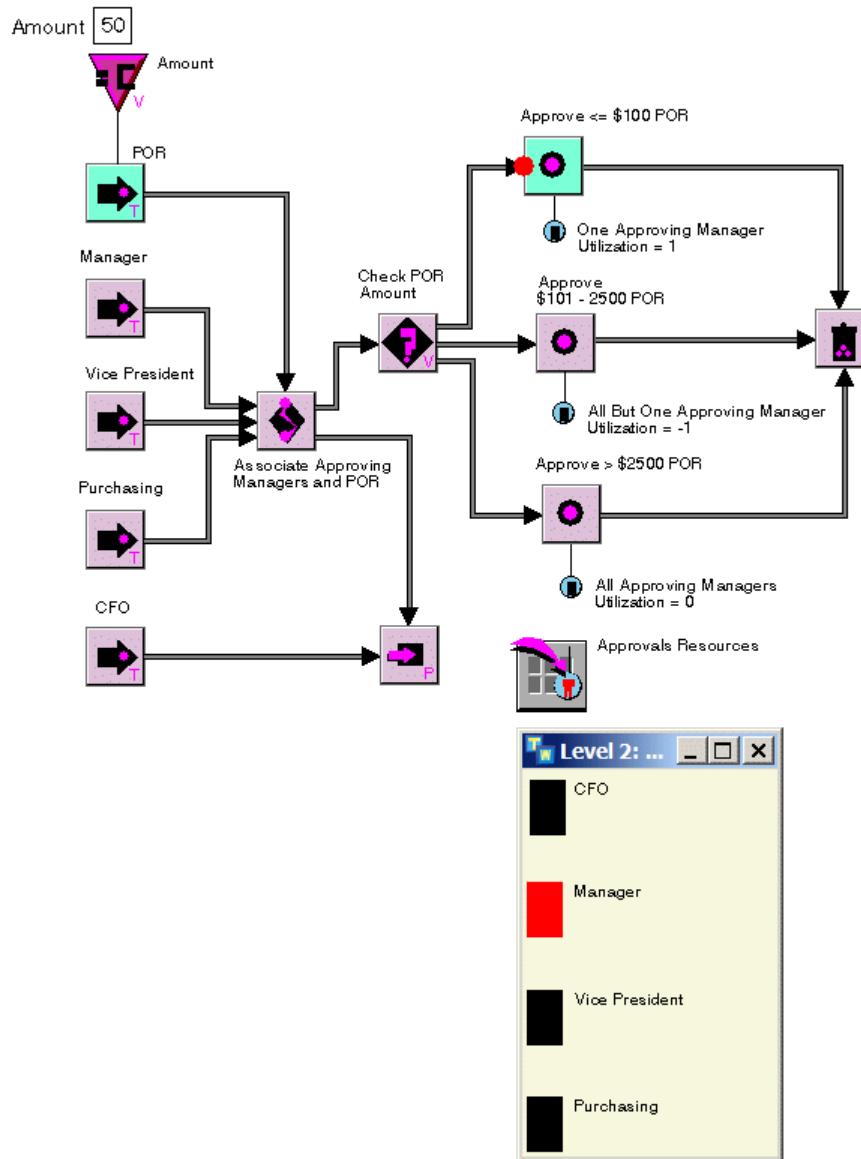 Amount 50
Amount
V
POR
T
Manager
T
Vice President
T
Purchasing
T
CFO
T
Associate Approving
Managers and POR
Check POR
Amount
V
P
Approve <= $100 POR
One Approving Manager
Utilization = 1
Approve
$101 - 2500 POR
All But One Approving Manager
Utilization = -1
Approve > $2500 POR
All Approving Managers
Utilization = 0
Approvals Resources
TW Level 2: ...
CFO
Manager
Vice President
Purchasing